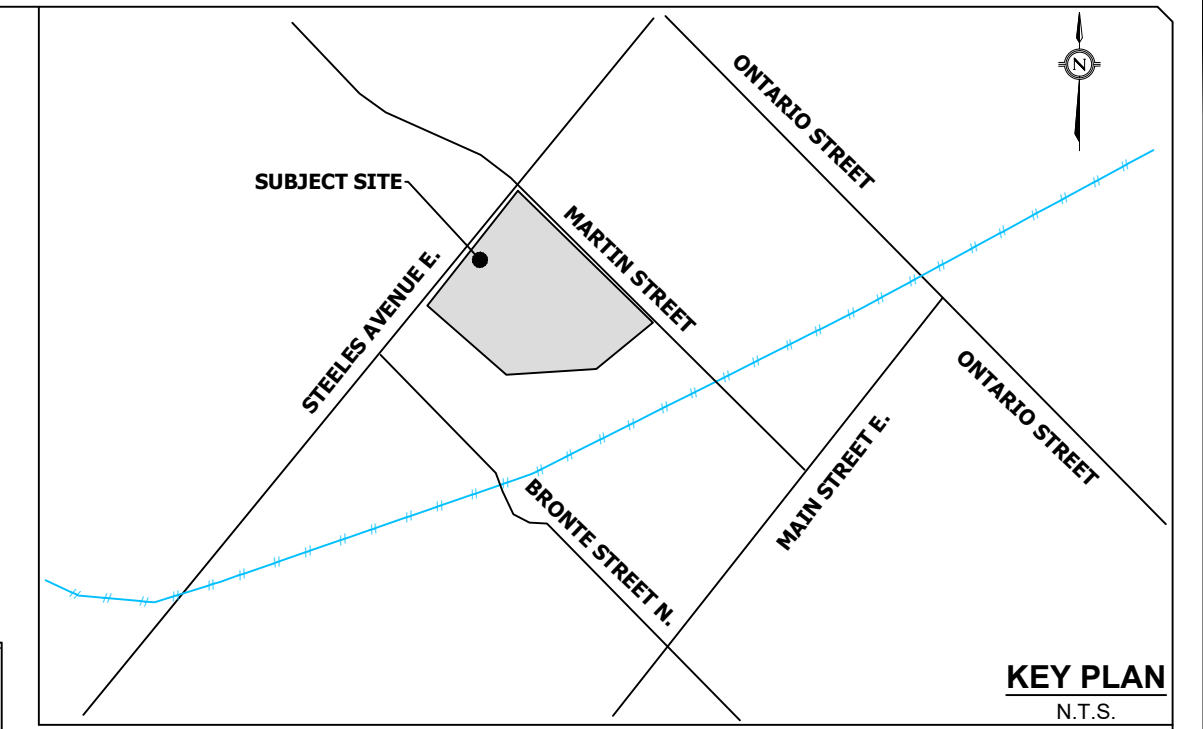 N
ONTARIO STREET
SUBJECT SITE
MARTIN STREET
STEELES AVENUE E.
ONTARIO STREET
MAIN STREET E.
BRONTE STREET N.
KEY PLAN
N.T.S.